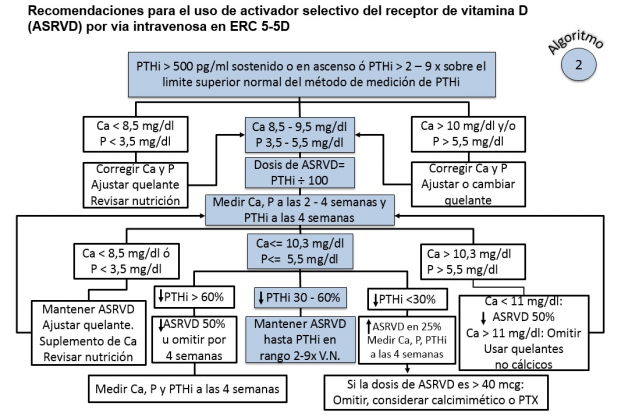 Recomendaciones para el uso de activador selectivo del receptor de vitamina D
(ASRVD) por vía intravenosa en ERC 5-5D
Algoritmo
2
PTHi > 500 pg/ml sostenido o en ascenso ó PTHi > 2 – 9 x sobre el
limite superior normal del método de medición de PTHi
Ca < 8,5 mg/dl
P < 3,5 mg/dl
Ca 8,5 - 9,5 mg/dl
P 3,5 - 5,5 mg/dl
Ca > 10 mg/dl y/o
P > 5,5 mg/dl
Corregir Ca y P
Ajustar quelante
Revisar nutrición
Dosis de ASRVD=
PTHi ÷ 100
Corregir Ca y P
Ajustar o cambiar
quelante
Medir Ca, P a las 2 - 4 semanas y
PTHi a las 4 semanas
Ca < 8,5 mg/dl ó
P < 3,5 mg/dl
Ca<= 10,3 mg/dl
P<= 5,5 mg/dl
Ca > 10,3 mg/dl
P > 5,5 mg/dl
↓PTHi > 60%
↓PTHi 30 - 60%
↓PTHi <30%
Mantener ASRVD
Ajustar quelante.
Suplemento de Ca
Revisar nutrición
↓ASRVD 50%
u omitir por
4 semanas
Mantener ASRVD
hasta PTHi en
rango 2-9x V.N.
↑ASRVD en 25%
Medir Ca, P, PTHi
a las 4 semanas
Ca < 11 mg/dl:
↓ ASRVD 50%
Ca > 11 mg/dl: Omitir
Usar quelantes
no cálcicos
Medir Ca, P y PTHi a las 4 semanas
Si la dosis de ASRVD es > 40 mcg:
Omitir, considerar calcimimético o PTX